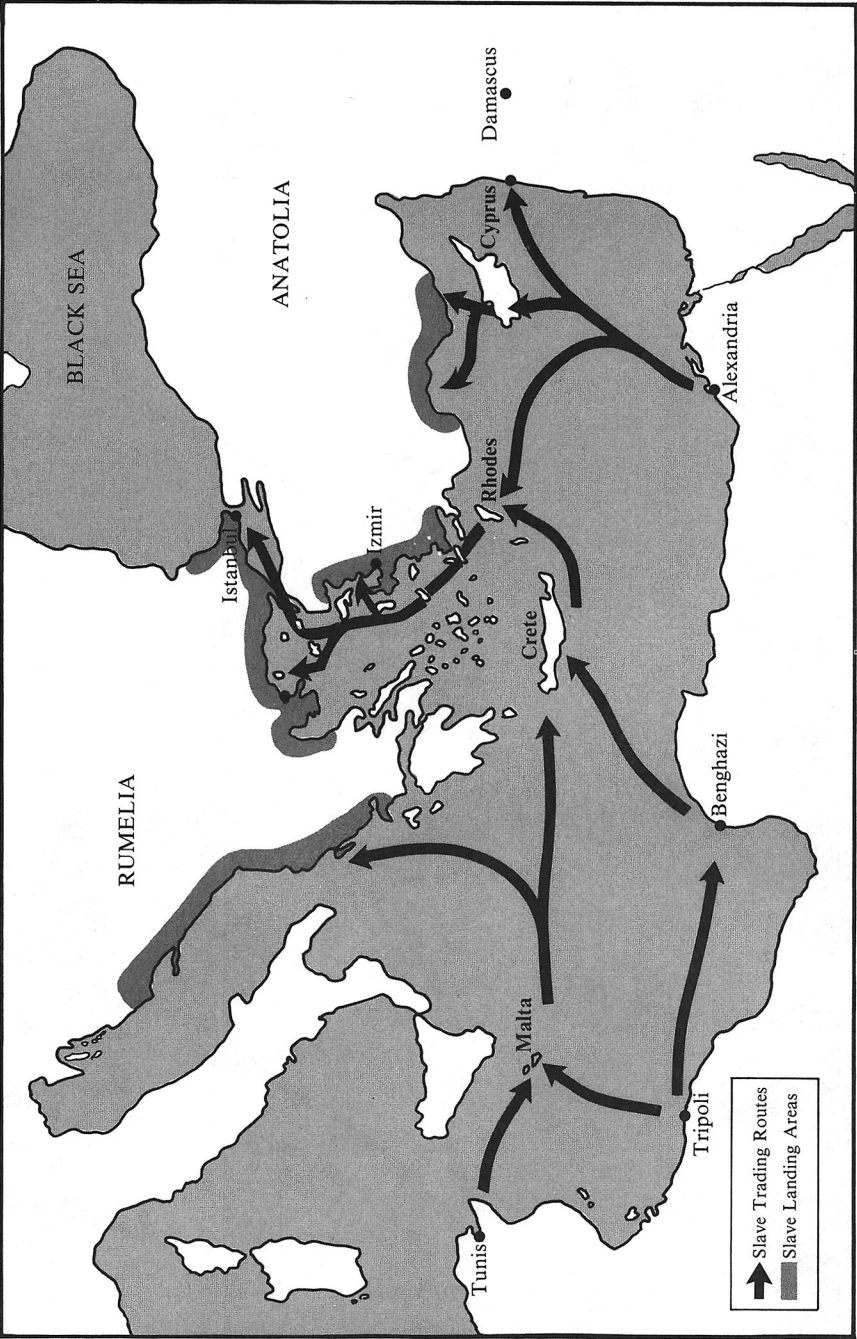 BLACK SEA
RUMELIA
ANATOLIA
Istanbul
Izmir
Damascus
Rhodes
Cyprus
Crete
Malta
Tunis
Alexandria
Benghazi
Tripoli
Slave Trading Routes
Slave Landing Areas